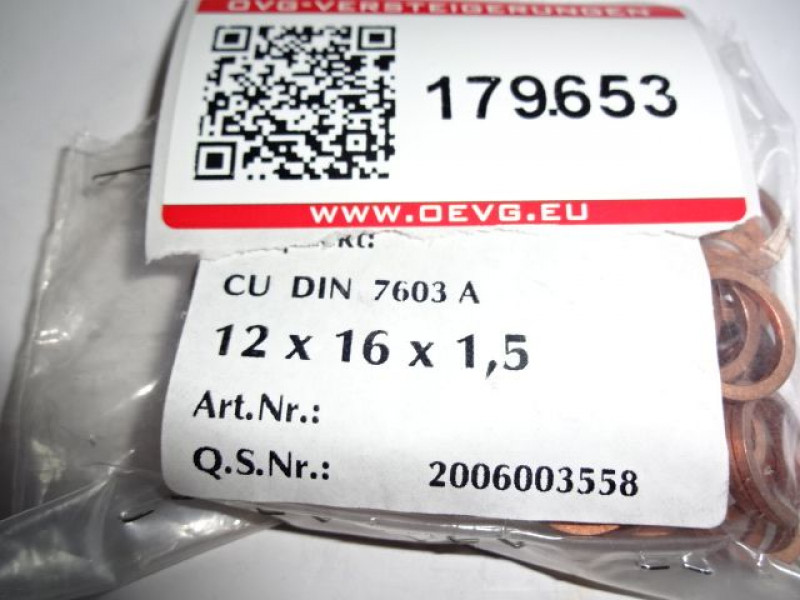 OVG-VERSTEIGERUNGEN
179.653
WWW.OEVG.EU
CU DIN 7603 A
12 x 16 x 1,5
Art.Nr.:
Q.S.Nr.: 2006003558